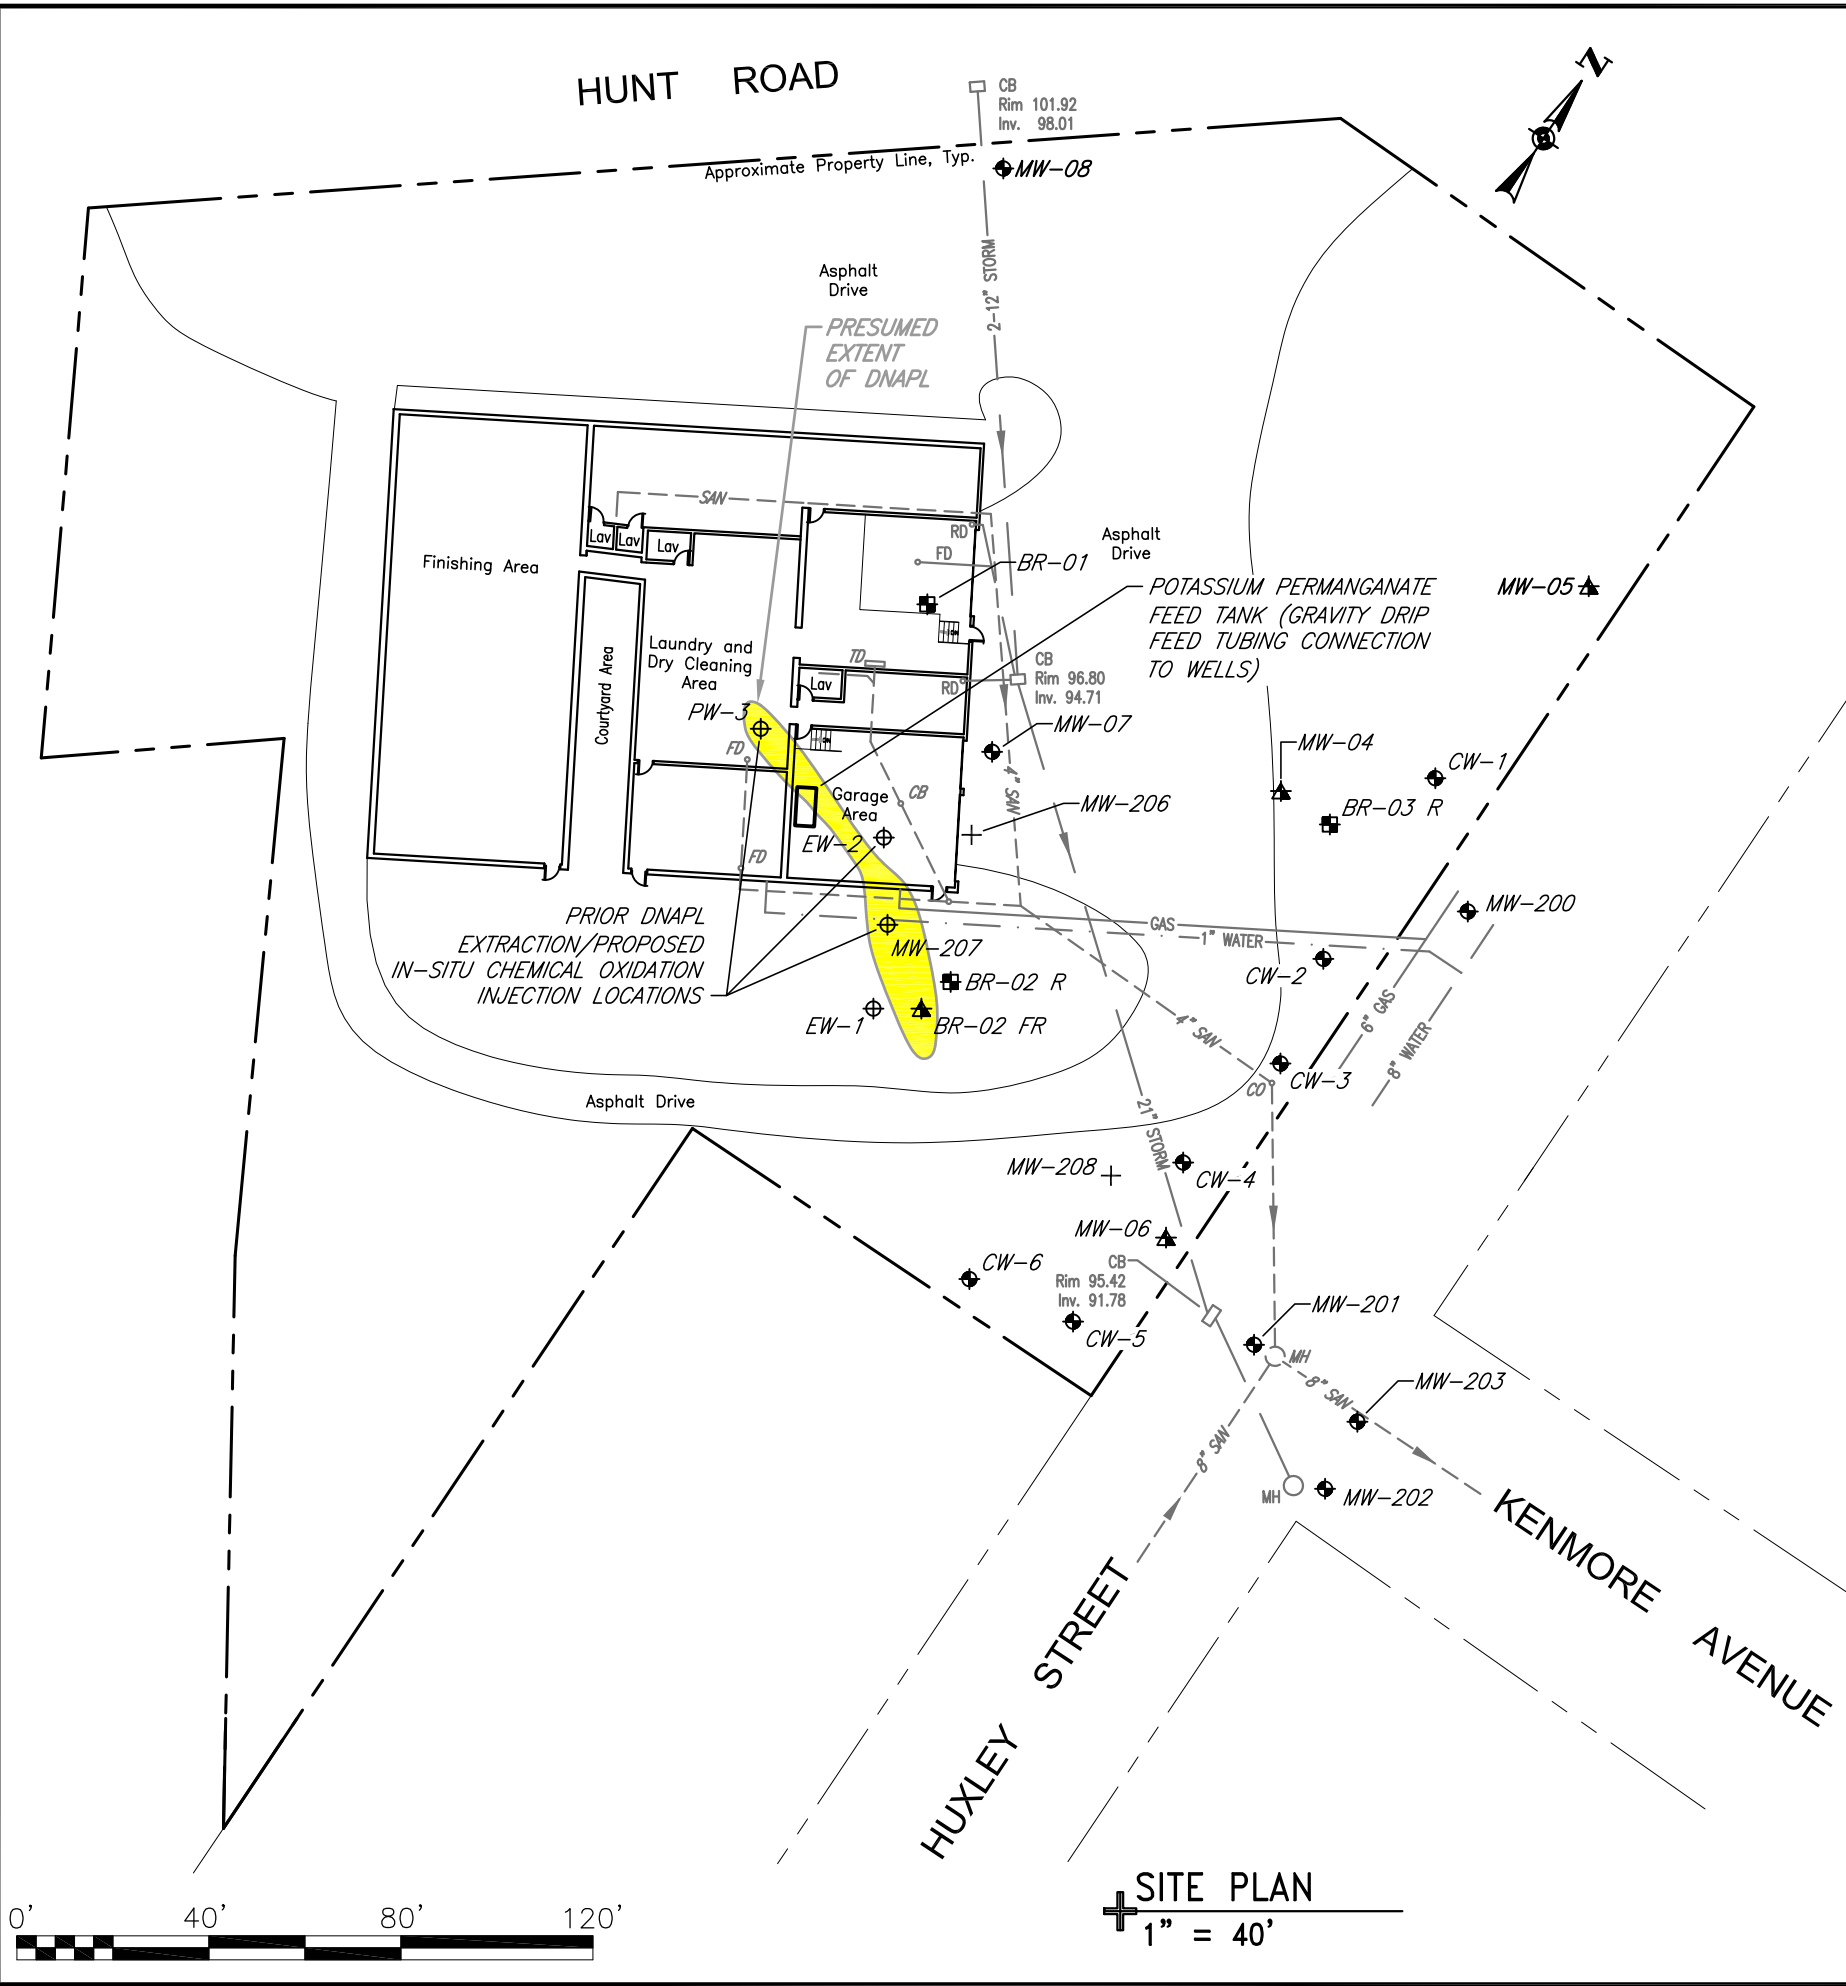 HUNT ROAD
N
CB
Rim 101.92
Inv. 98.01
Approximate Property Line, Typ.
MW-08
2-12" STORM
Asphalt
Drive
PRESUMED
EXTENT
OF DNAPL
SAN
RD
Asphalt
Drive
Lav
Lav
Lav
FD
BR-01
Finishing Area
POTASSIUM PERMANGANATE
FEED TANK (GRAVITY DRIP
FEED TUBING CONNECTION
TO WELLS)
MW-05
Laundry and
Dry Cleaning
Area
Courtyard Area
TD
Lav
RD
CB
Rim 96.80
Inv. 94.71
PW-3
MW-07
FD
MW-04
CW-1
4" SAN
CB
Garage
Area
MW-206
BR-03 R
EW-2
FD
PRIOR DNAPL
EXTRACTION/PROPOSED
IN-SITU CHEMICAL OXIDATION
INJECTION LOCATIONS
MW-207
GAS
1" WATER
MW-200
CW-2
BR-02 R
6" GAS
EW-1
BR-02 FR
4" SAN
8" WATER
CW-3
CO
Asphalt Drive
21" STORM
MW-208
CW-4
MW-06
CB
Rim 95.42
Inv. 91.78
CW-6
CW-5
MW-201
MH
8" SAN
MW-203
8" SAN
MH
MW-202
KENMORE AVENUE
HUXLEY STREET
SITE PLAN
1" = 40'
0' 40' 80' 120'